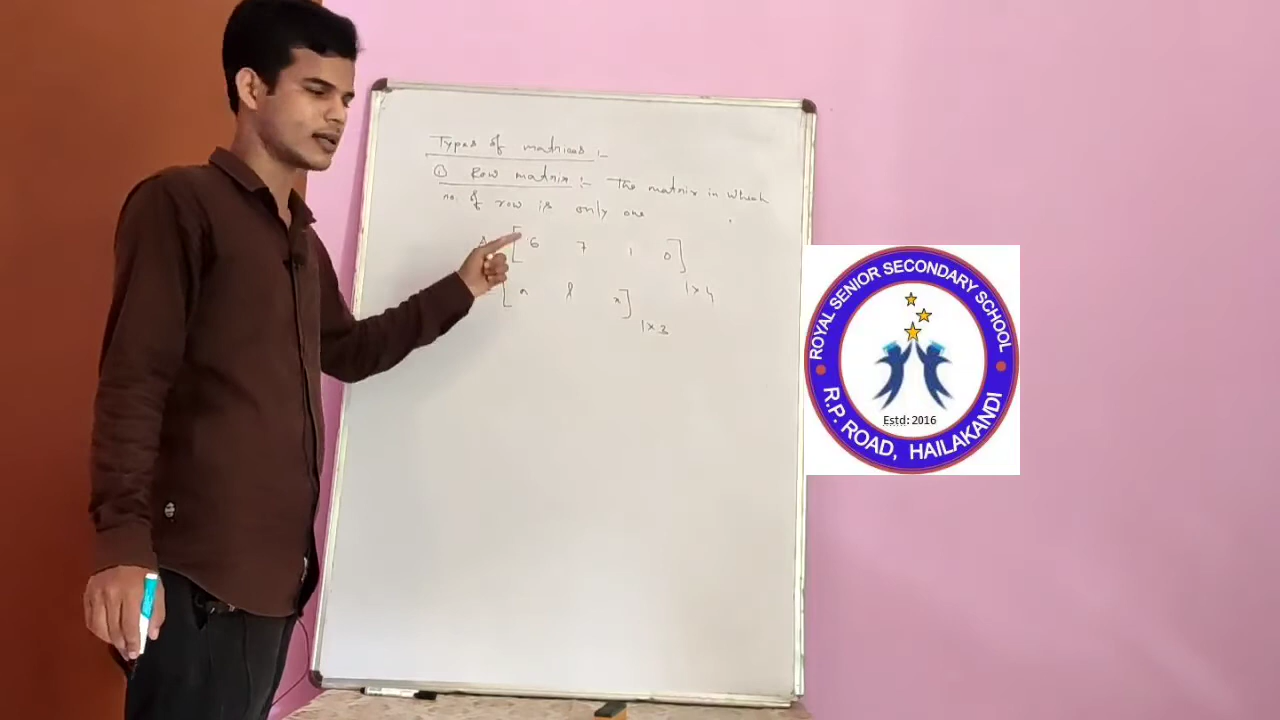 Types of matrices :-
① Row matrix :- The matrix in which
no. of row is only one
A [ 6 7 1 0 ] 1×4
[ a l x ] 1×3
ROYAL SENIOR SECONDARY SCHOOL
Estd: 2016
R.P. ROAD, HAILAKANDI